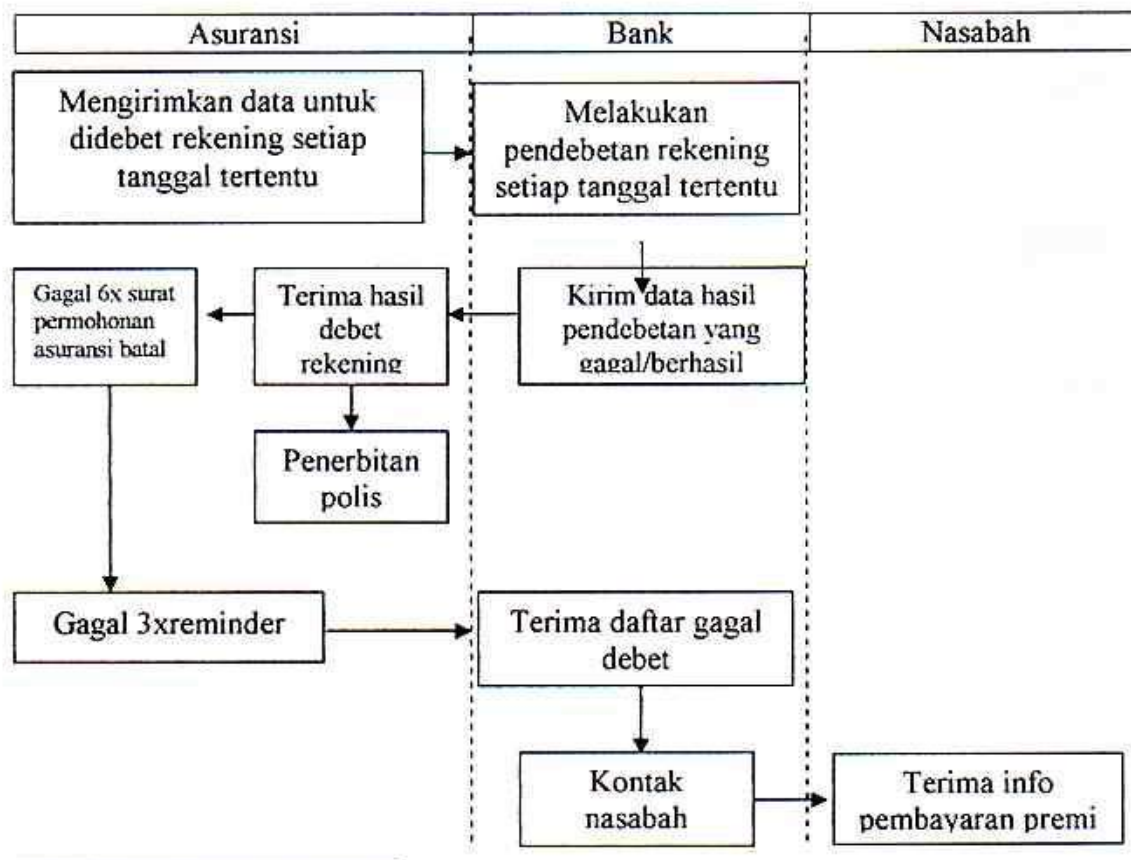 Asuransi
Bank
Nasabah
Mengirimkan data untuk
didebet rekening setiap
tanggal tertentu
Melakukan
pendebetan rekening
setiap tanggal tertentu
Gagal 6x surat
permohonan
asuransi batal
Terima hasil
debet
rekening
Kirim data hasil
pendebetan yang
gagal/berhasil
Penerbitan
polis
Gagal 3xreminder
Terima daftar gagal
debet
Kontak
nasabah
Terima info
pembayaran premi